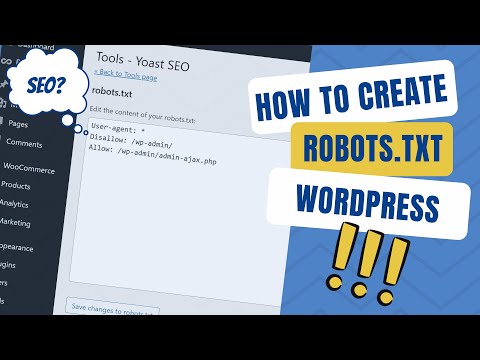 Dashboard
SEO?
Pages
Comments
WooCommerce
Products
Analytics
Marketing
Tools - Yoast SEO
« Back to Tools page
robots.txt
Edit the content of your robots.txt:
User-agent: *
Disallow: /wp-admin/
Allow: /wp-admin/admin-ajax.php
Save changes to robots.txt
HOW TO CREATE
ROBOTS.TXT
WORDPRESS
!!!